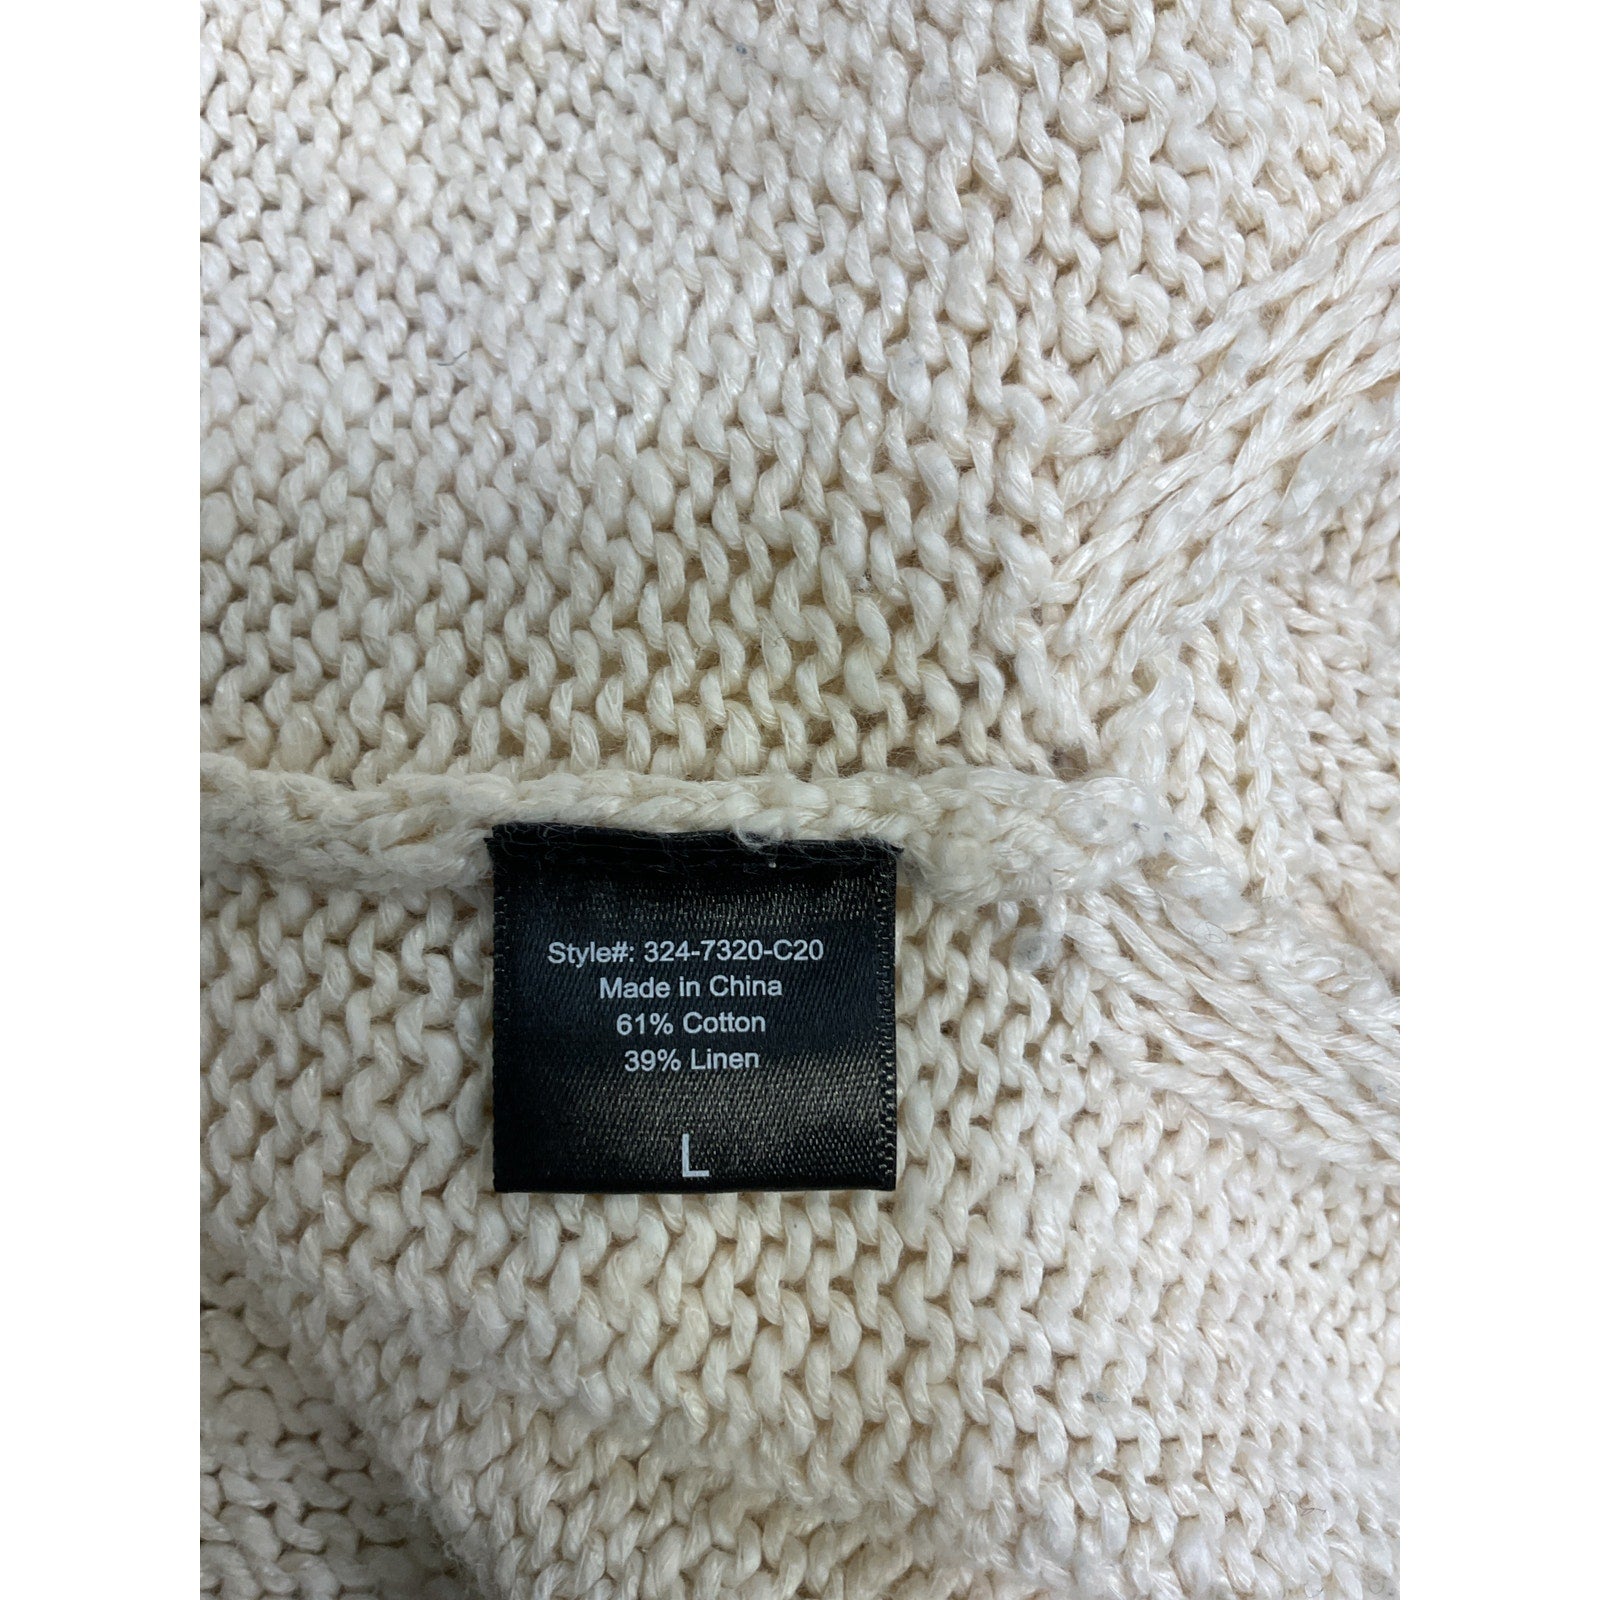 Style#: 324-7320-C20
Made in China
61% Cotton
39% Linen
L